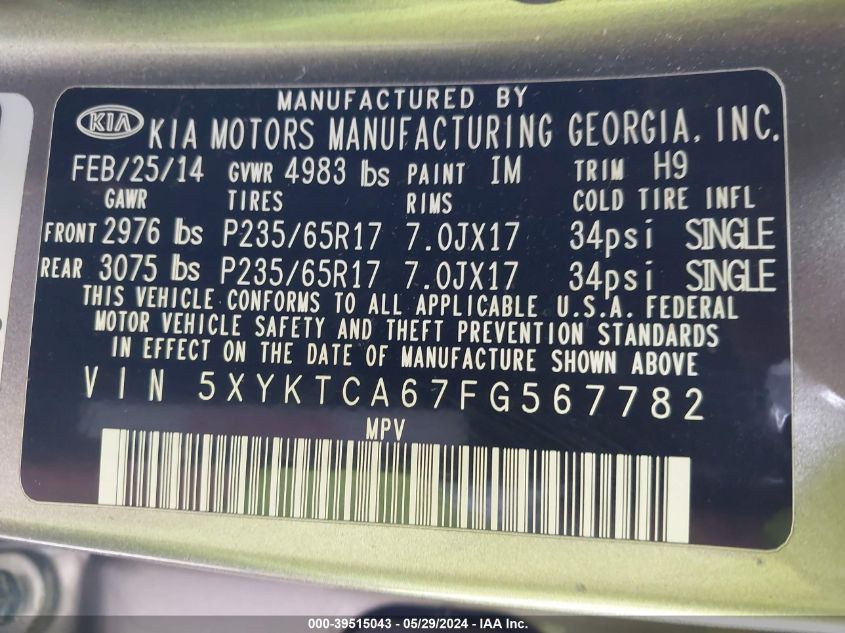 MANUFACTURED BY
KIA KIA MOTORS MANUFACTURING GEORGIA, INC.
FEB/25/14 GVWR 4983 lbs PAINT IM TRIM H9
GAWR TIRES RIMS COLD TIRE INFL
FRONT 2976 lbs P235/65R17 7.0JX17 34psi SINGLE
REAR 3075 lbs P235/65R17 7.0JX17 34psi SINGLE
THIS VEHICLE CONFORMS TO ALL APPLICABLE U.S.A. FEDERAL
MOTOR VEHICLE SAFETY AND THEFT PREVENTION STANDARDS
IN EFFECT ON THE DATE OF MANUFACTURE SHOWN ABOVE
VIN 5XYKTCA67FG567782
MPV
000-39515043 - 05/29/2024 - IAA Inc.